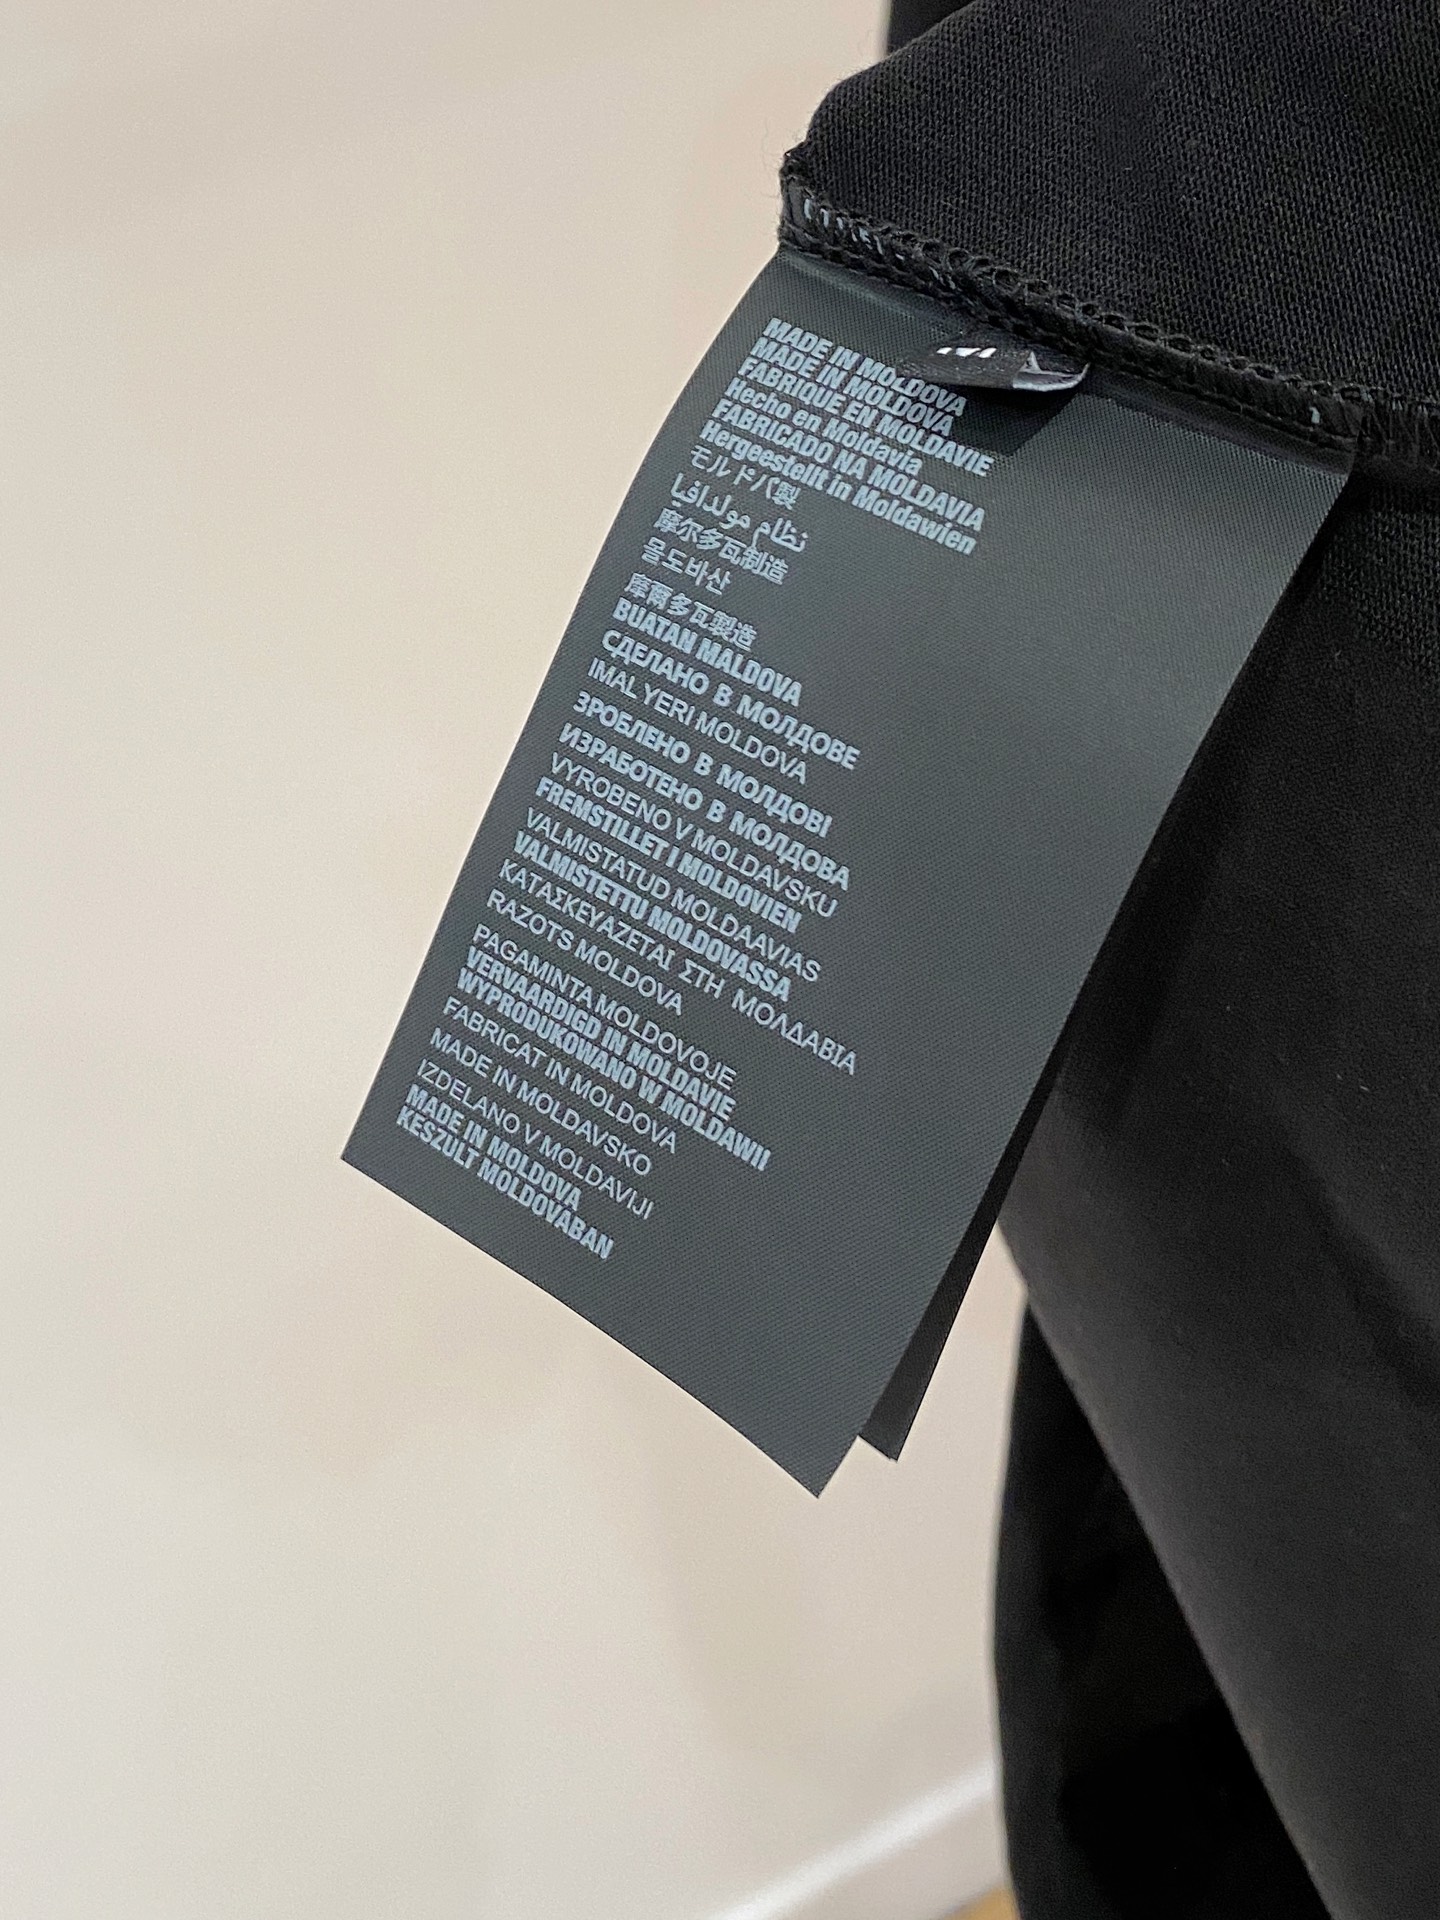 MADE IN MOLDOVA
MADE IN MOLDOVA
FABRIQUE EN MOLDAVIE
Hecho en Moldavia
FABRICADO NA MOLDAVIA
Hergeestellt in Moldawien
モルドバ製
نظام مولدافيا
摩尔多瓦制造
몰도바산
摩爾多瓦製造
BUATAN MALDOVA
СДЕЛАНО В МОЛДОВЕ
IMAL YERI MOLDOVA
ЗРОБЛЕНО В МОЛДОВІ
ИЗРАБОТЕНО В МОЛДОВА
VYROBENO V MOLDAVSKU
FREMSTILLET I MOLDOVIEN
VALMISTATUD MOLDAAVIAS
VALMISTETTU MOLDOVASSA
ΚΑΤΑΣΚΕΥΑΖΕΤΑΙ ΣΤΗ ΜΟΛΔΑΒΙΑ
RAZOTS MOLDOVA
PAGAMINTA MOLDOVOJE
VERVAARDIGD IN MOLDAVIE
WYPRODUKOWANO W MOLDAWII
FABRICAT IN MOLDOVA
MADE IN MOLDAVSKO
IZDELANO V MOLDAVIJI
MADE IN MOLDOVA
KESZULT MOLDOVABAN